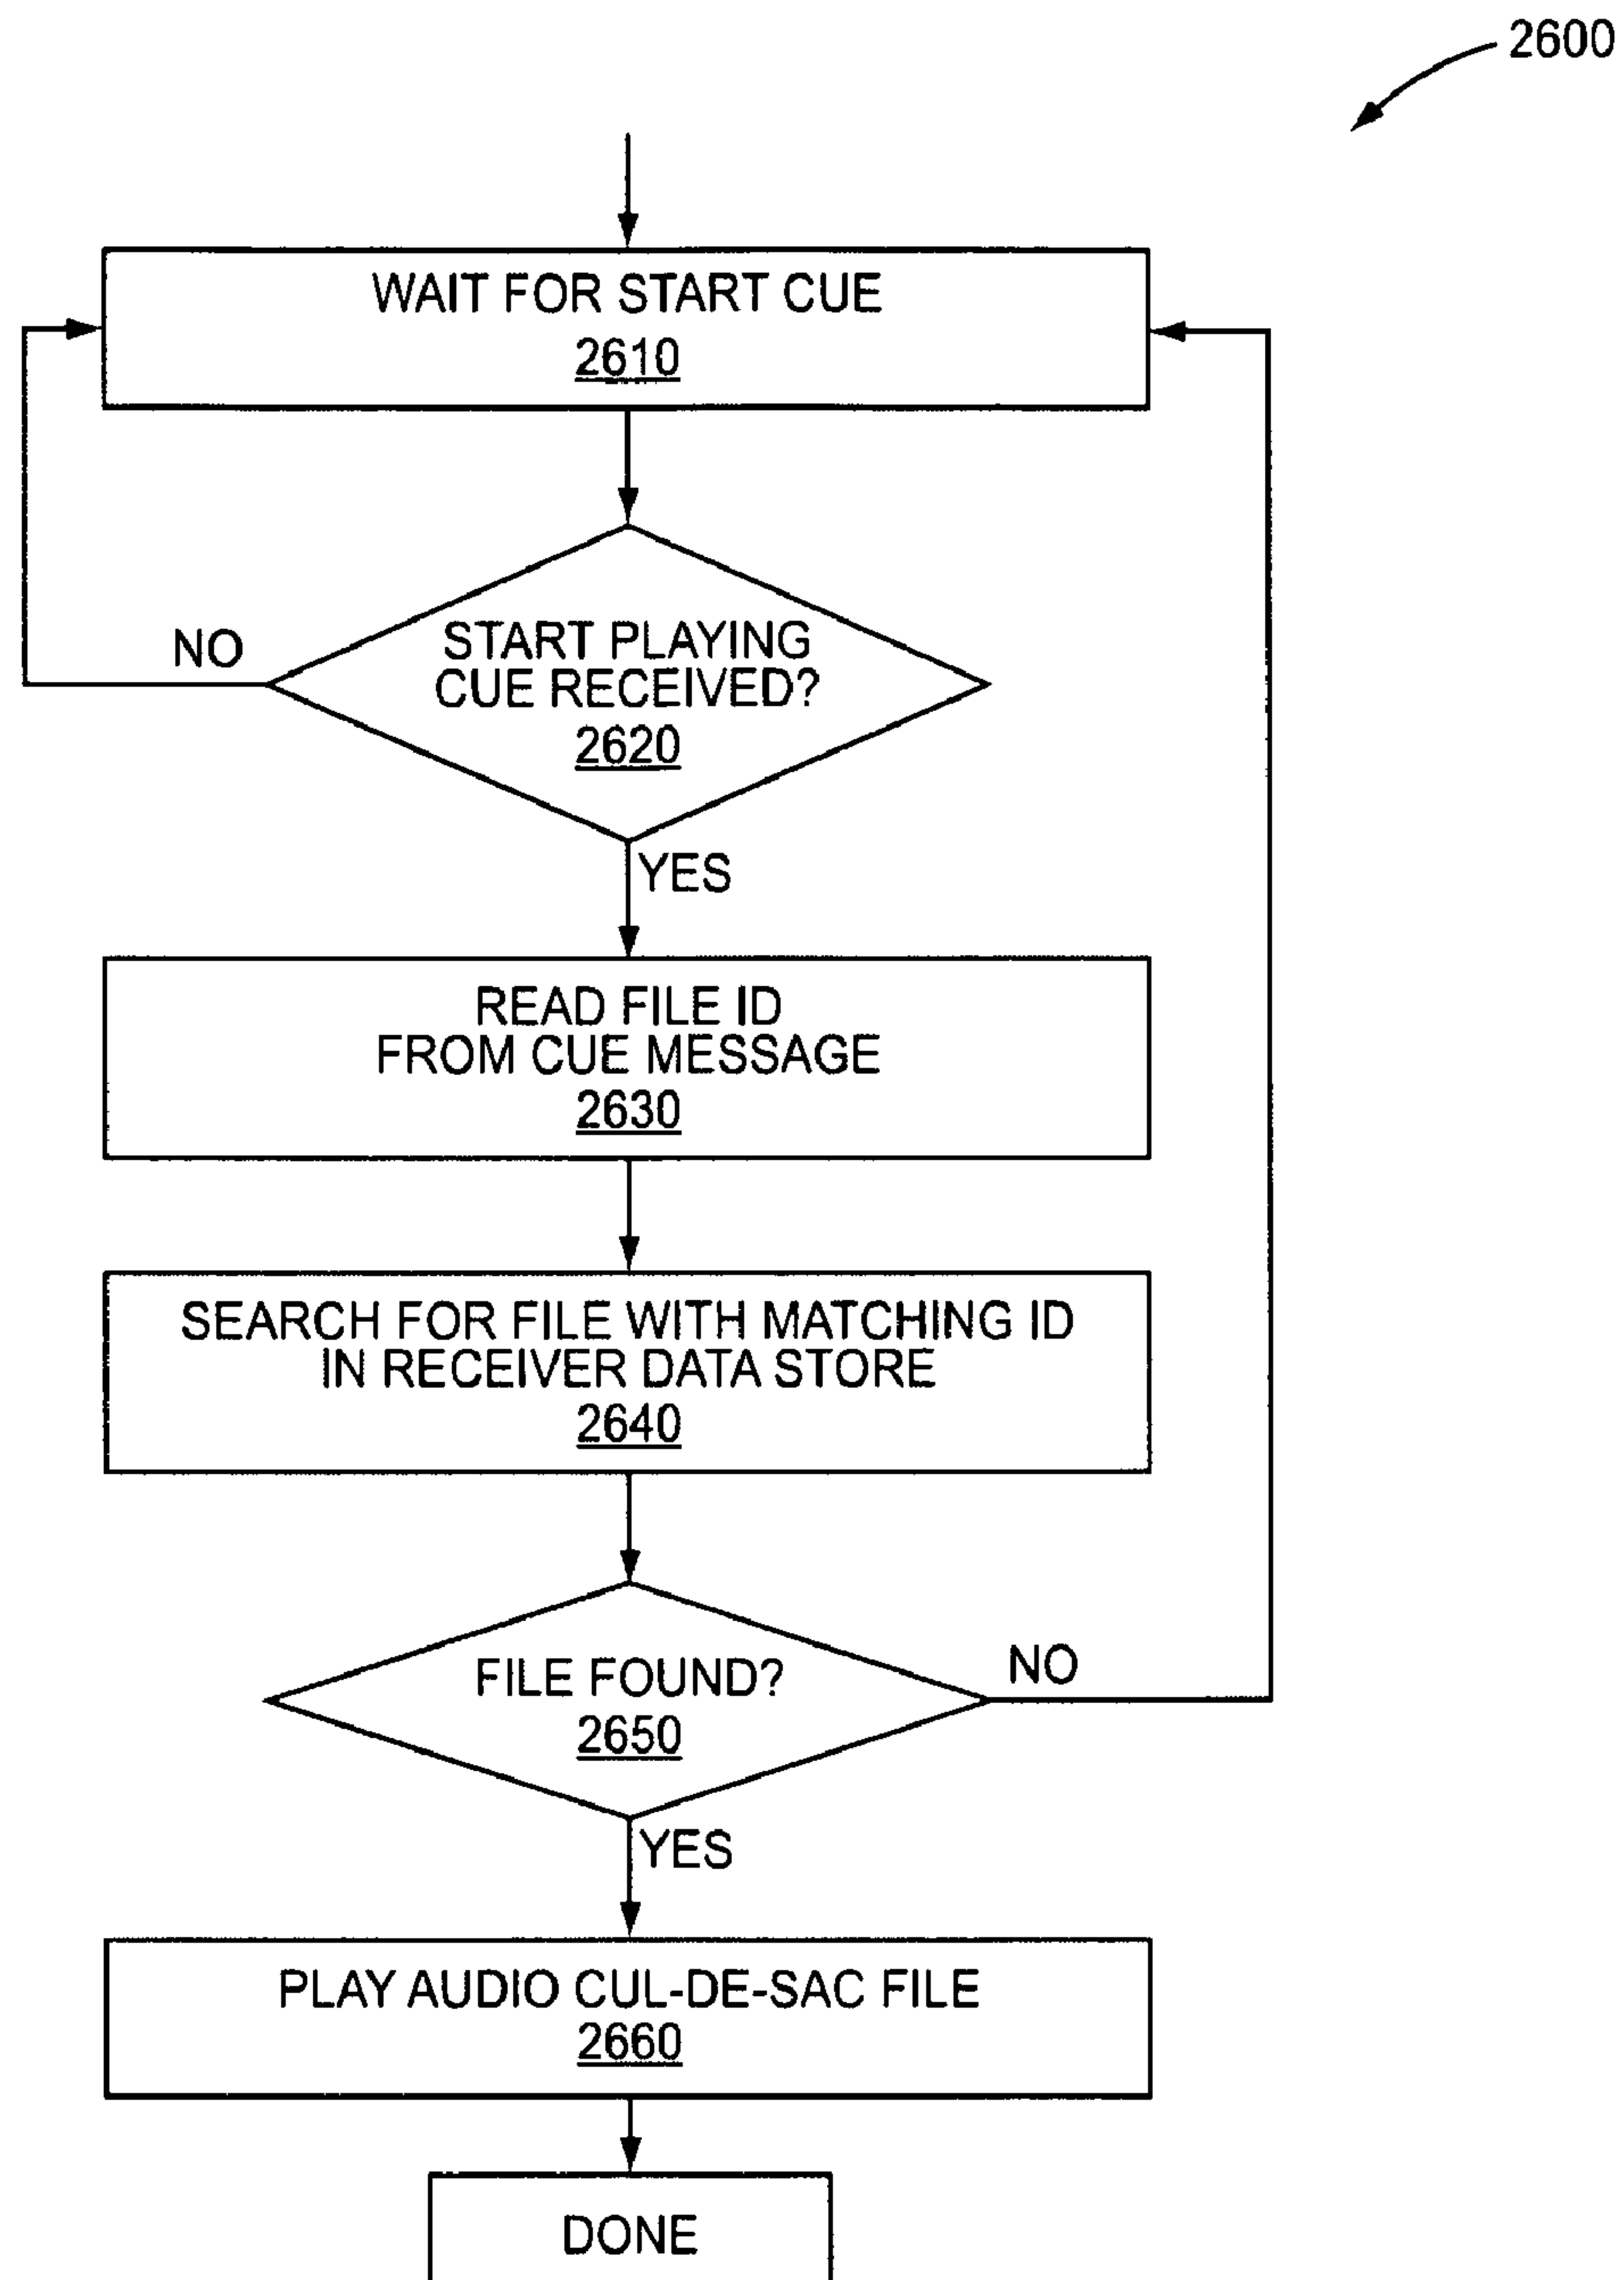 2600
WAIT FOR START CUE
2610
NO
START PLAYING
CUE RECEIVED?
2620
YES
READ FILE ID
FROM CUE MESSAGE
2630
SEARCH FOR FILE WITH MATCHING ID
IN RECEIVER DATA STORE
2640
FILE FOUND?
2650
NO
YES
PLAY AUDIO CUL-DE-SAC FILE
2660
DONE